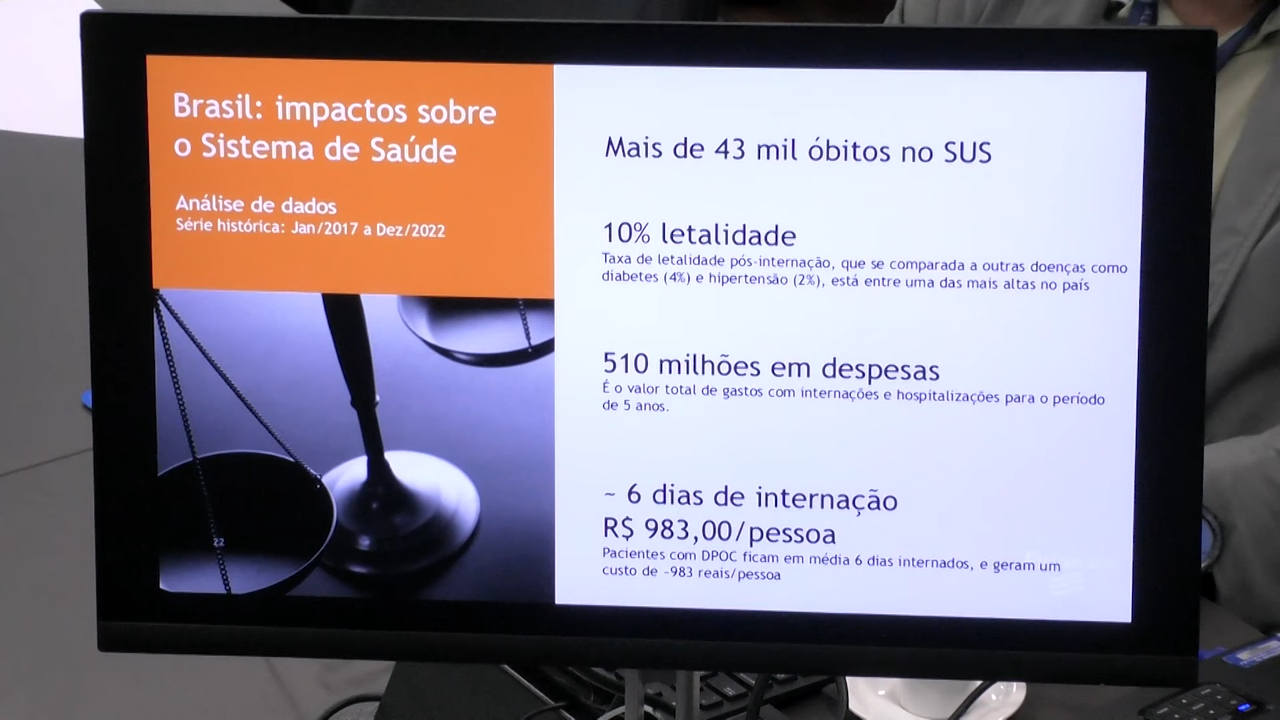 Brasil: impactos sobre
o Sistema de Saúde
Análise de dados
Série histórica: Jan/2017 a Dez/2022
22
Mais de 43 mil óbitos no SUS
10% letalidade
Taxa de letalidade pós-internação, que se comparada a outras doenças como
diabetes (4%) e hipertensão (2%), está entre uma das mais altas no país
510 milhões em despesas
É o valor total de gastos com internações e hospitalizações para o período
de 5 anos.
~ 6 dias de internação
R$ 983,00/pessoa
Pacientes com DPOC ficam em média 6 dias internados, e geram um
custo de ~983 reais/pessoa